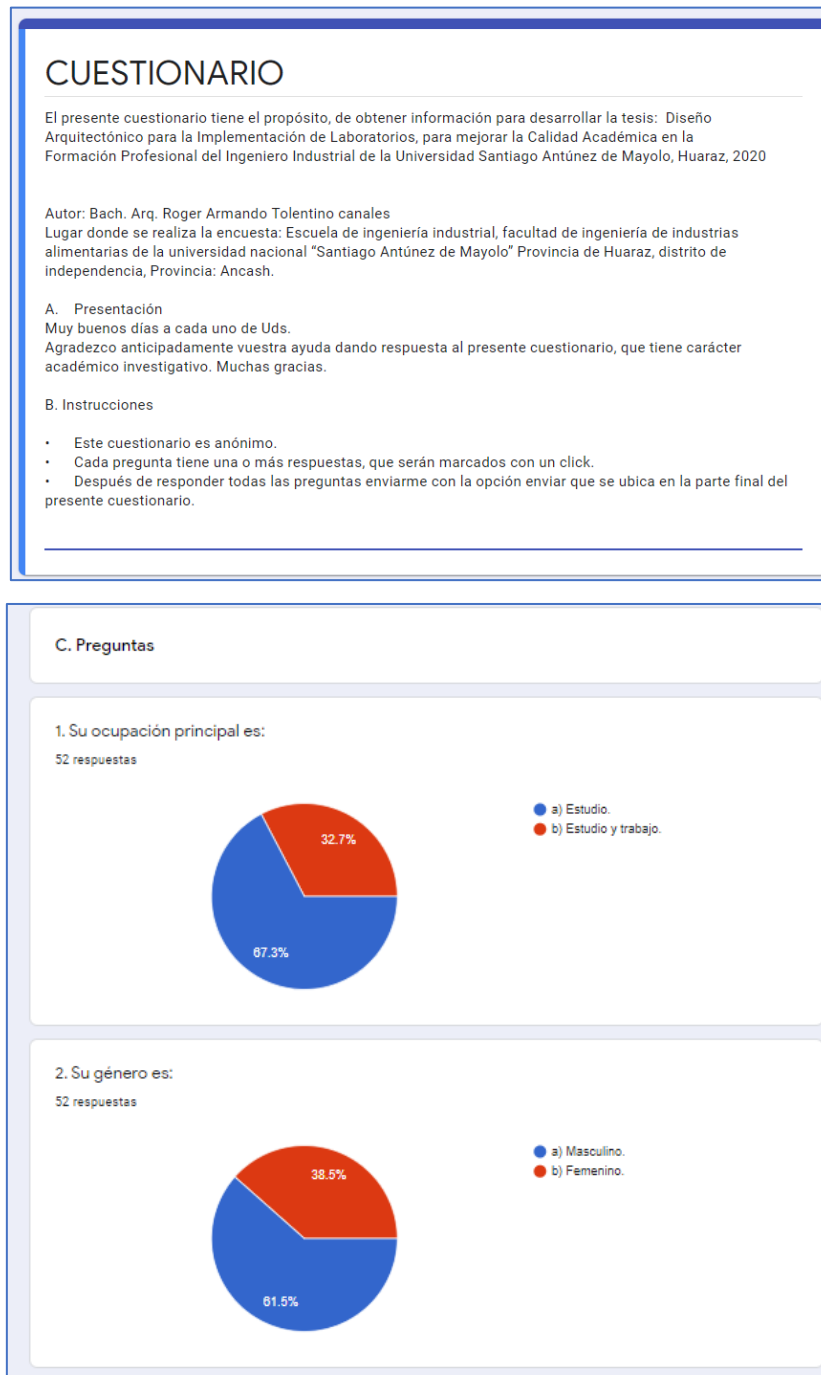 CUESTIONARIO
El presente cuestionario tiene el propósito, de obtener información para desarrollar la tesis:  Diseño
Arquitectónico para la Implementación de Laboratorios, para mejorar la Calidad Académica en la
Formación Profesional del Ingeniero Industrial de la Universidad Santiago Antúnez de Mayolo, Huaraz, 2020
Autor: Bach. Arq. Roger Armando Tolentino canales
Lugar donde se realiza la encuesta: Escuela de ingeniería industrial, facultad de ingeniería de industrias
alimentarias de la universidad nacional “Santiago Antúnez de Mayolo” Provincia de Huaraz, distrito de
independencia, Provincia: Ancash.
A. Presentación
Muy buenos días a cada uno de Uds.
Agradezco anticipadamente vuestra ayuda dando respuesta al presente cuestionario, que tiene carácter
académico investigativo. Muchas gracias.
B. Instrucciones
• Este cuestionario es anónimo.
• Cada pregunta tiene una o más respuestas, que serán marcados con un click.
• Después de responder todas las preguntas enviarme con la opción enviar que se ubica en la parte final del
presente cuestionario.
C. Preguntas
1. Su ocupación principal es:
52 respuestas
a) Estudio.
b) Estudio y trabajo.
32.7%
67.3%
2. Su género es:
52 respuestas
a) Masculino.
b) Femenino.
38.5%
61.5%